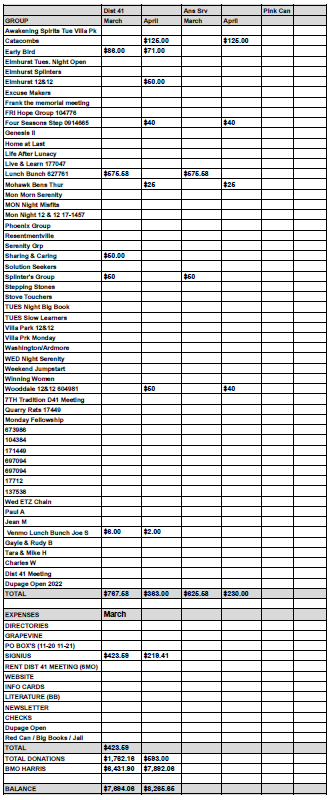 Dist 41 Ans Srv Pink Can
GROUP March April March April
Awakening Spirits Tue Villa Pk
Catacombs $125.00 $125.00
Early Bird $86.00 $71.00
Elmhurst Tues. Night Open
Elmhurst Splinters
Elmhurst 12&12 $50.00
Excuse Makers
Frank the memorial meeting
FRI Hope Group 104776
Four Seasons Step 0914665 $40 $40
Genesis II
Home at Last
Life After Lunacy
Live & Learn 177047
Lunch Bunch 627761 $575.58 $575.58
Mohawk Bens Thur $25 $25
Mon Morn Serenity
MON Night Misfits
Mon Night 12 & 12 17-1457
Phoenix Group
Resentmentville
Serenity Grp
Sharing & Caring $50.00
Solution Seekers
Splinter's Group $50 $50
Stepping Stones
Stove Touchers
TUES Night Big Book
TUES Slow Learners
Villa Park 12&12
Villa Prk Monday
Washington/Ardmore
WED Night Serenity
Weekend Jumpstart
Winning Women
Wooddale 12&12 604981 $50 $40
7TH Tradition D41 Meeting
Quarry Rats 17449
Monday Fellowship
673986
104384
171449
697094
697094
17712
137538
Wed ETZ Chain
Paul A
Jean M
Venmo Lunch Bunch Joe S $6.00 $2.00
Gayle & Rudy B
Tara & Mike H
Charles W
Dist 41 Meeting
Dupage Open 2022
TOTAL $767.58 $363.00 $625.58 $230.00
EXPENSES March
DIRECTORIES
GRAPEVINE
PO BOX'S (11-20 11-21)
SIGNIUS $423.59 $219.41
RENT DIST 41 MEETING (6MO)
WEBSITE
INFO CARDS
LITERATURE (BB)
NEWSLETTER
CHECKS
Dupage Open
Red Can / Big Books / Jail
TOTAL $423.59
TOTAL DONATIONS $1,762.16 $593.00
BMO HARRIS $6,431.90 $7,892.06
BALANCE $7,694.06 $8,265.65